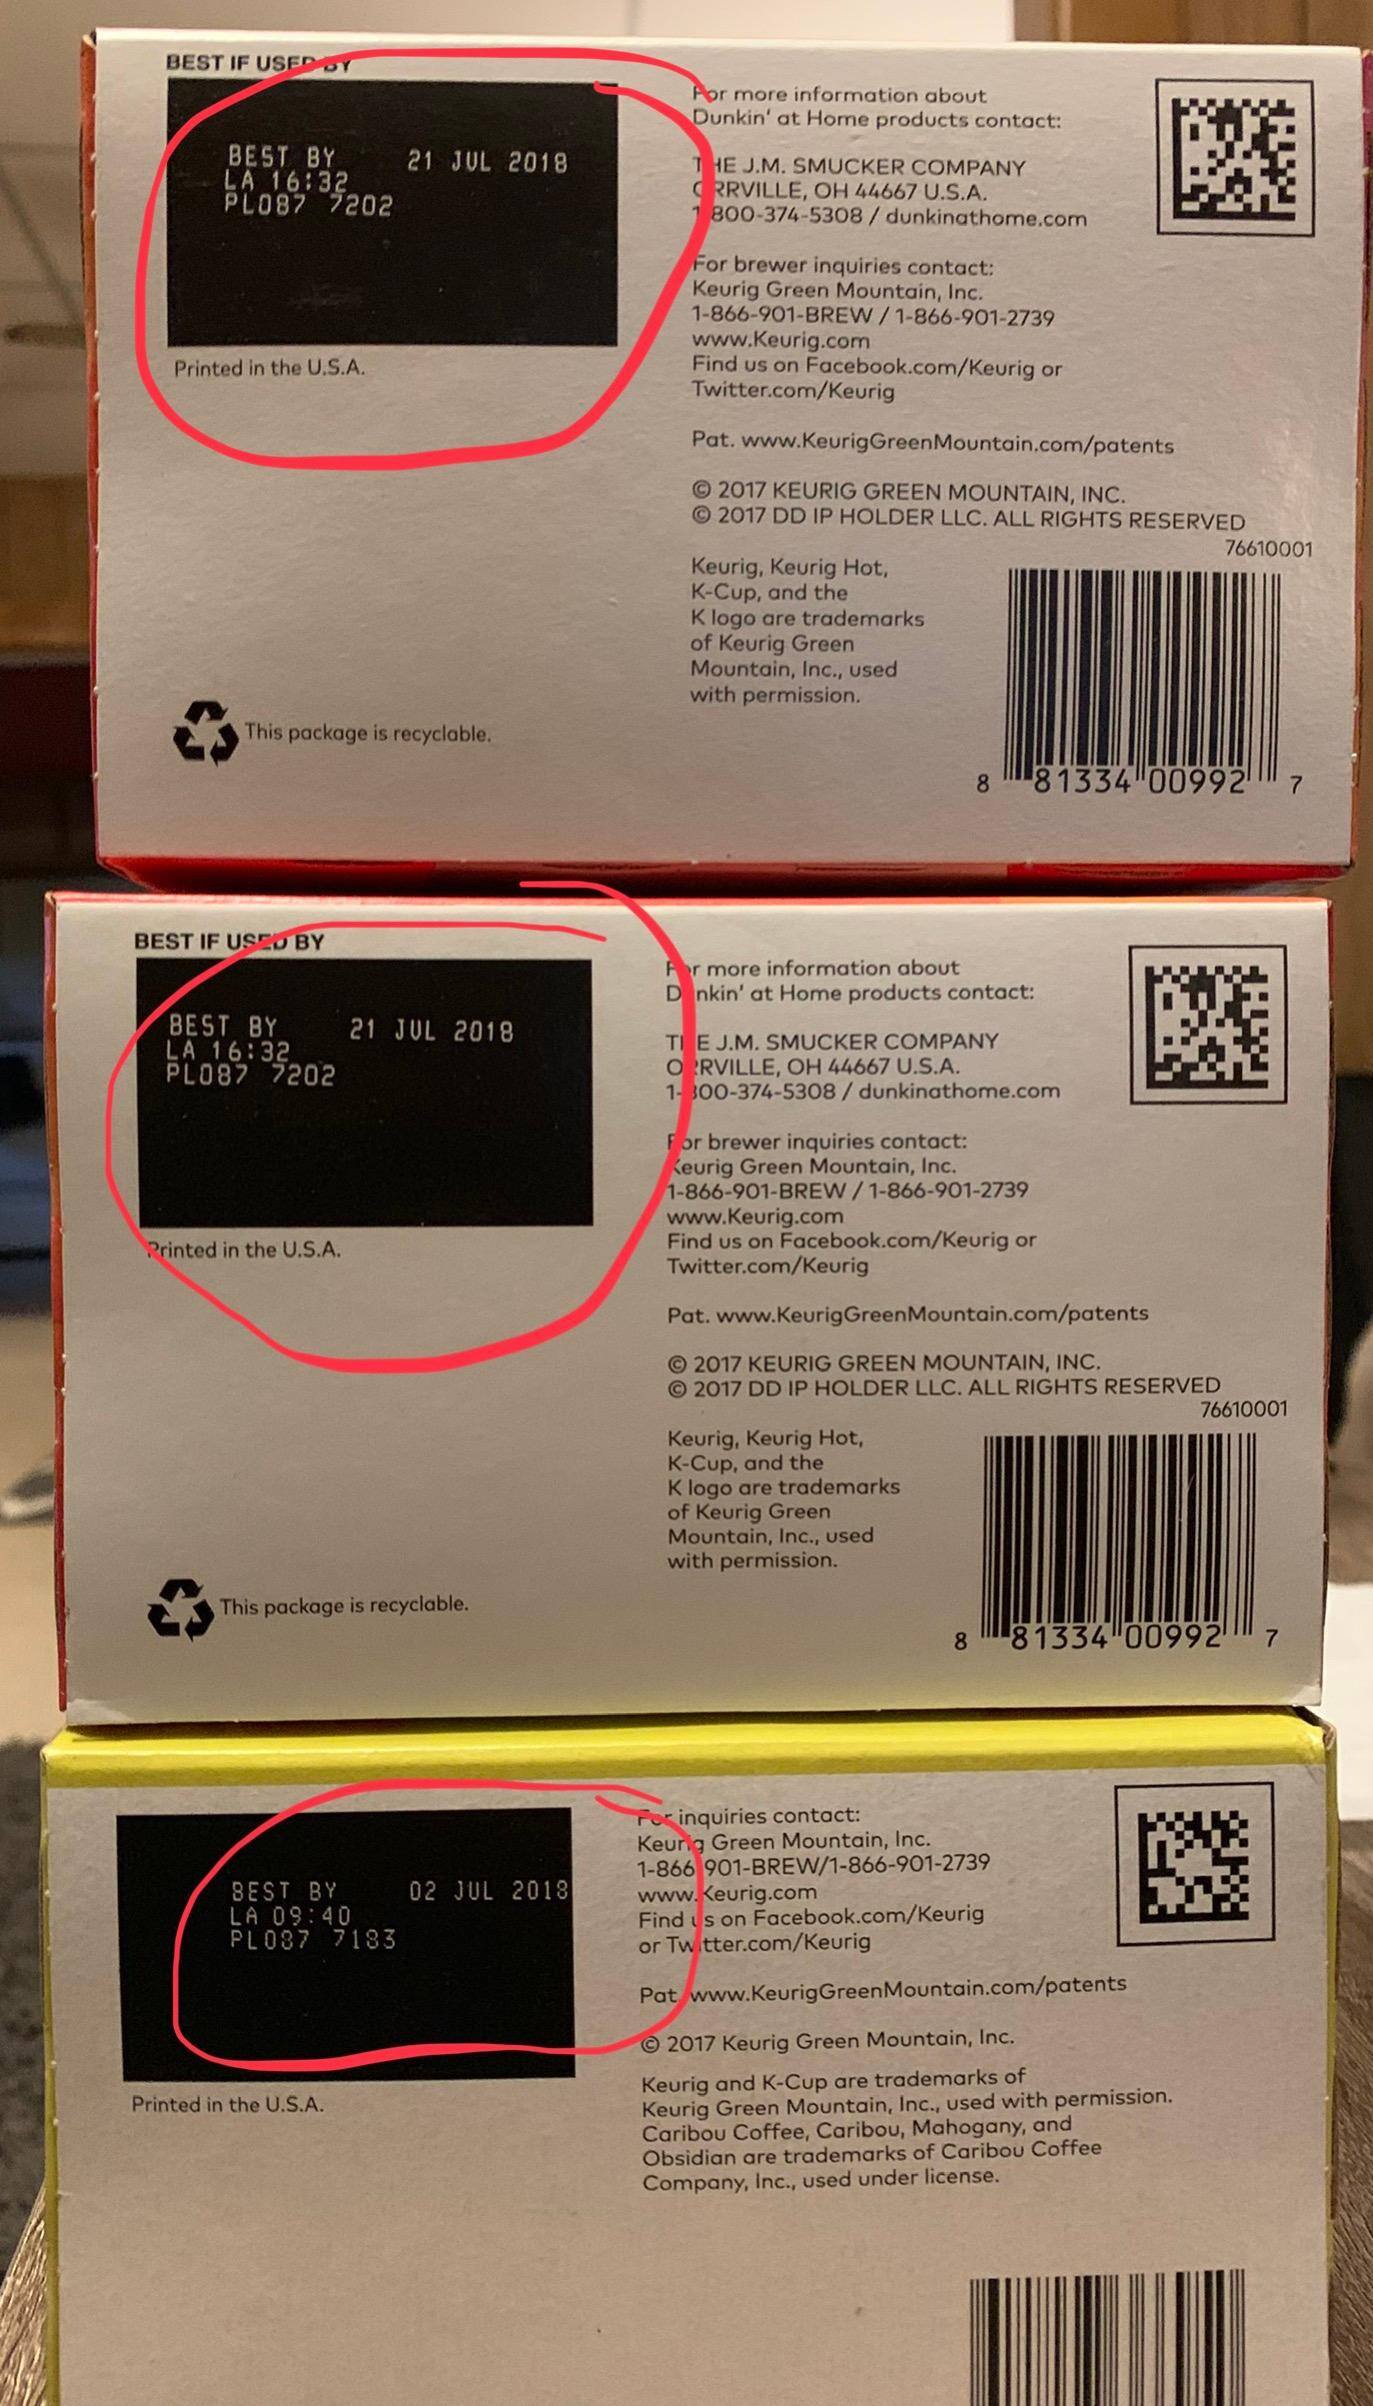 BEST IF USED BY
BEST BY 21 JUL 2018
LA 16:32
PL087 7202
Printed in the U.S.A.
This package is recyclable.
For more information about
Dunkin' at Home products contact:
THE J.M. SMUCKER COMPANY
ORRVILLE, OH 44667 U.S.A.
1-800-374-5308 / dunkinathome.com
For brewer inquiries contact:
Keurig Green Mountain, Inc.
1-866-901-BREW / 1-866-901-2739
www.Keurig.com
Find us on Facebook.com/Keurig or
Twitter.com/Keurig
Pat. www.KeurigGreenMountain.com/patents
© 2017 KEURIG GREEN MOUNTAIN, INC.
© 2017 DD IP HOLDER LLC. ALL RIGHTS RESERVED
76610001
Keurig, Keurig Hot,
K-Cup, and the
K logo are trademarks
of Keurig Green
Mountain, Inc., used
with permission.
8 81334 00992 7
BEST IF USED BY
BEST BY 21 JUL 2018
LA 16:32
PL087 7202
Printed in the U.S.A.
This package is recyclable.
For more information about
Dunkin' at Home products contact:
THE J.M. SMUCKER COMPANY
ORRVILLE, OH 44667 U.S.A.
1-800-374-5308 / dunkinathome.com
For brewer inquiries contact:
Keurig Green Mountain, Inc.
1-866-901-BREW / 1-866-901-2739
www.Keurig.com
Find us on Facebook.com/Keurig or
Twitter.com/Keurig
Pat. www.KeurigGreenMountain.com/patents
© 2017 KEURIG GREEN MOUNTAIN, INC.
© 2017 DD IP HOLDER LLC. ALL RIGHTS RESERVED
76610001
Keurig, Keurig Hot,
K-Cup, and the
K logo are trademarks
of Keurig Green
Mountain, Inc., used
with permission.
8 81334 00992 7
BEST BY 02 JUL 2018
LA 09:40
PL087 7183
Printed in the U.S.A.
For inquiries contact:
Keurig Green Mountain, Inc.
1-866-901-BREW/1-866-901-2739
www.Keurig.com
Find us on Facebook.com/Keurig
or Twitter.com/Keurig
Pat. www.KeurigGreenMountain.com/patents
© 2017 Keurig Green Mountain, Inc.
Keurig and K-Cup are trademarks of
Keurig Green Mountain, Inc., used with permission.
Caribou Coffee, Caribou, Mahogany, and
Obsidian are trademarks of Caribou Coffee
Company, Inc., used under license.